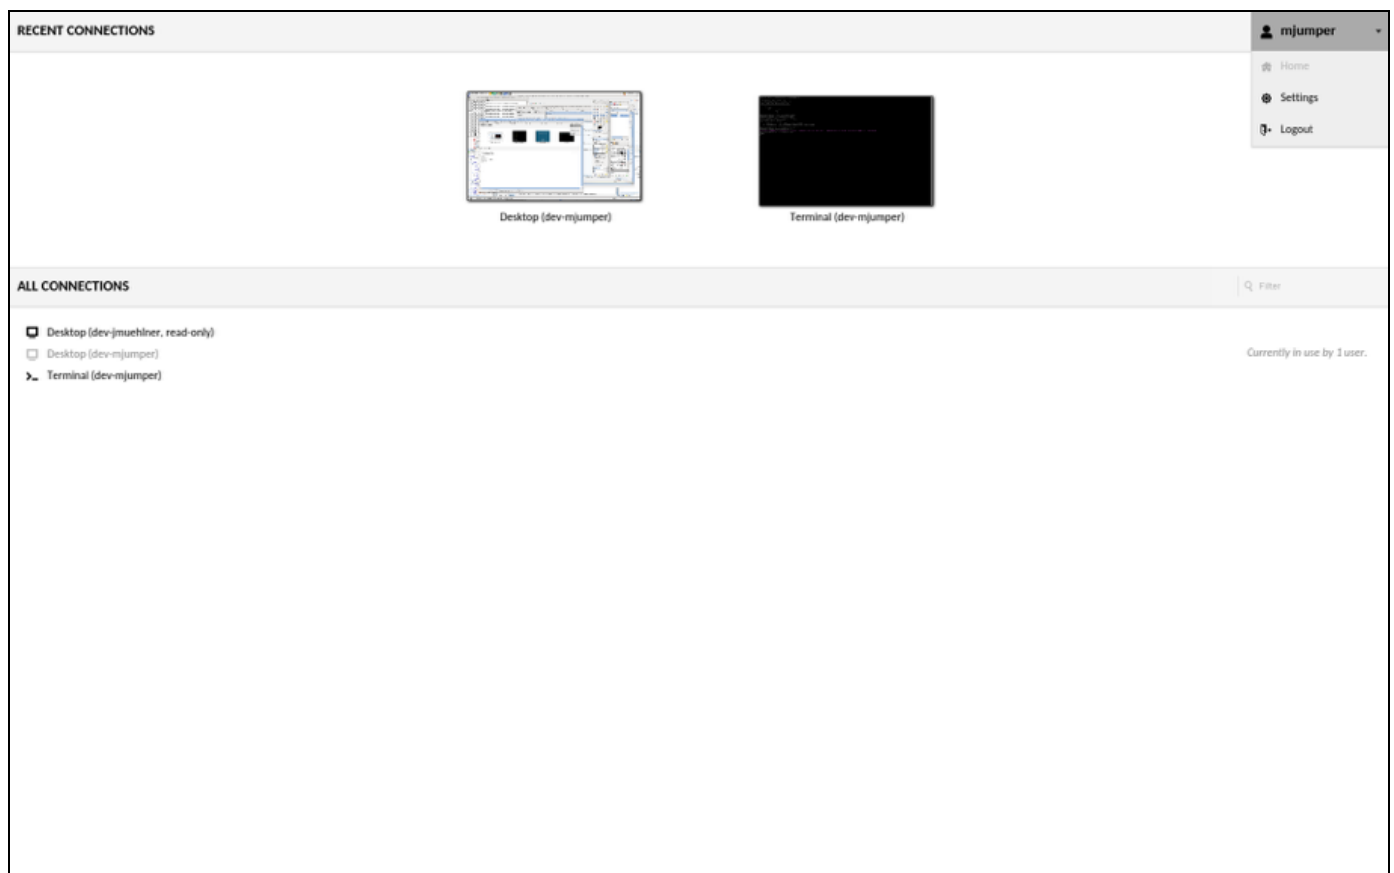 RECENT CONNECTIONS
mjumper
Home
Settings
Logout
Desktop (dev-mjumper)
Terminal (dev-mjumper)
ALL CONNECTIONS
Filter
Desktop (dev-jmuehlner, read-only)
Desktop (dev-mjumper)
Currently in use by 1 user.
Terminal (dev-mjumper)